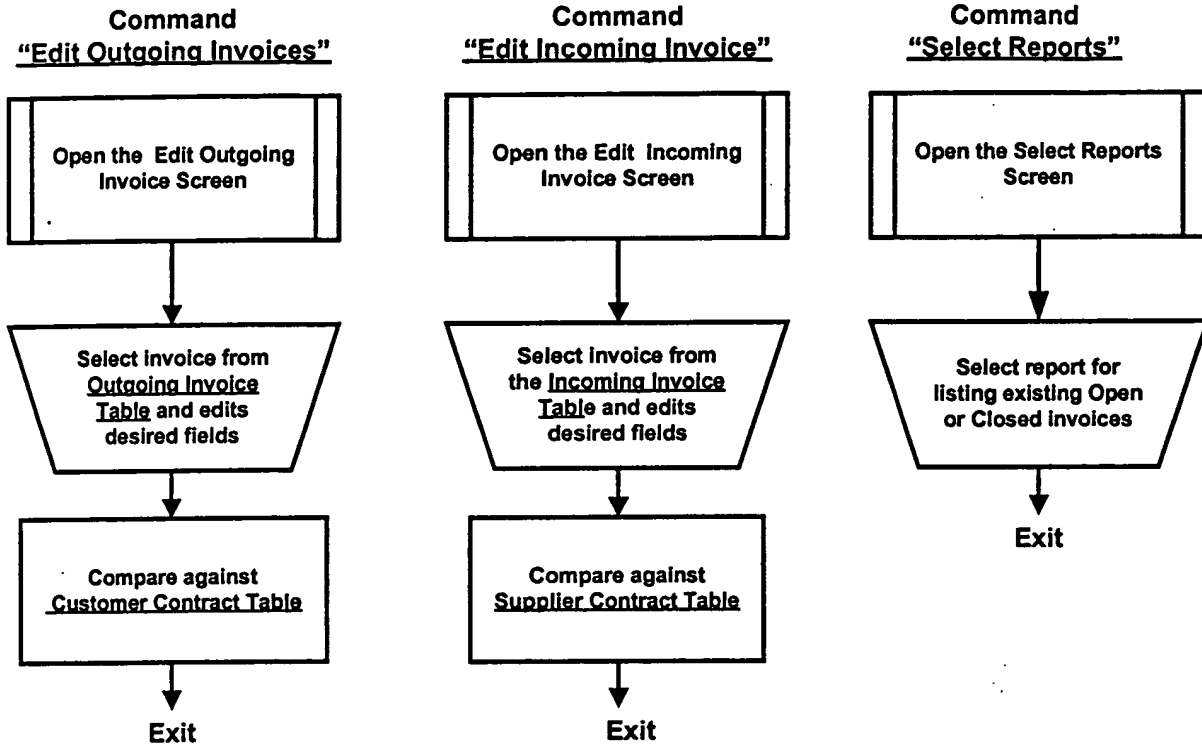 Command
“Edit Outgoing Invoices”
Open the Edit Outgoing
Invoice Screen
Select invoice from
Outgoing Invoice
Table and edits
desired fields
Compare against
Customer Contract Table
Exit
Command
“Edit Incoming Invoice”
Open the Edit Incoming
Invoice Screen
Select invoice from
the Incoming Invoice
Table and edits
desired fields
Compare against
Supplier Contract Table
Exit
Command
“Select Reports”
Open the Select Reports
Screen
Select report for
listing existing Open
or Closed invoices
Exit